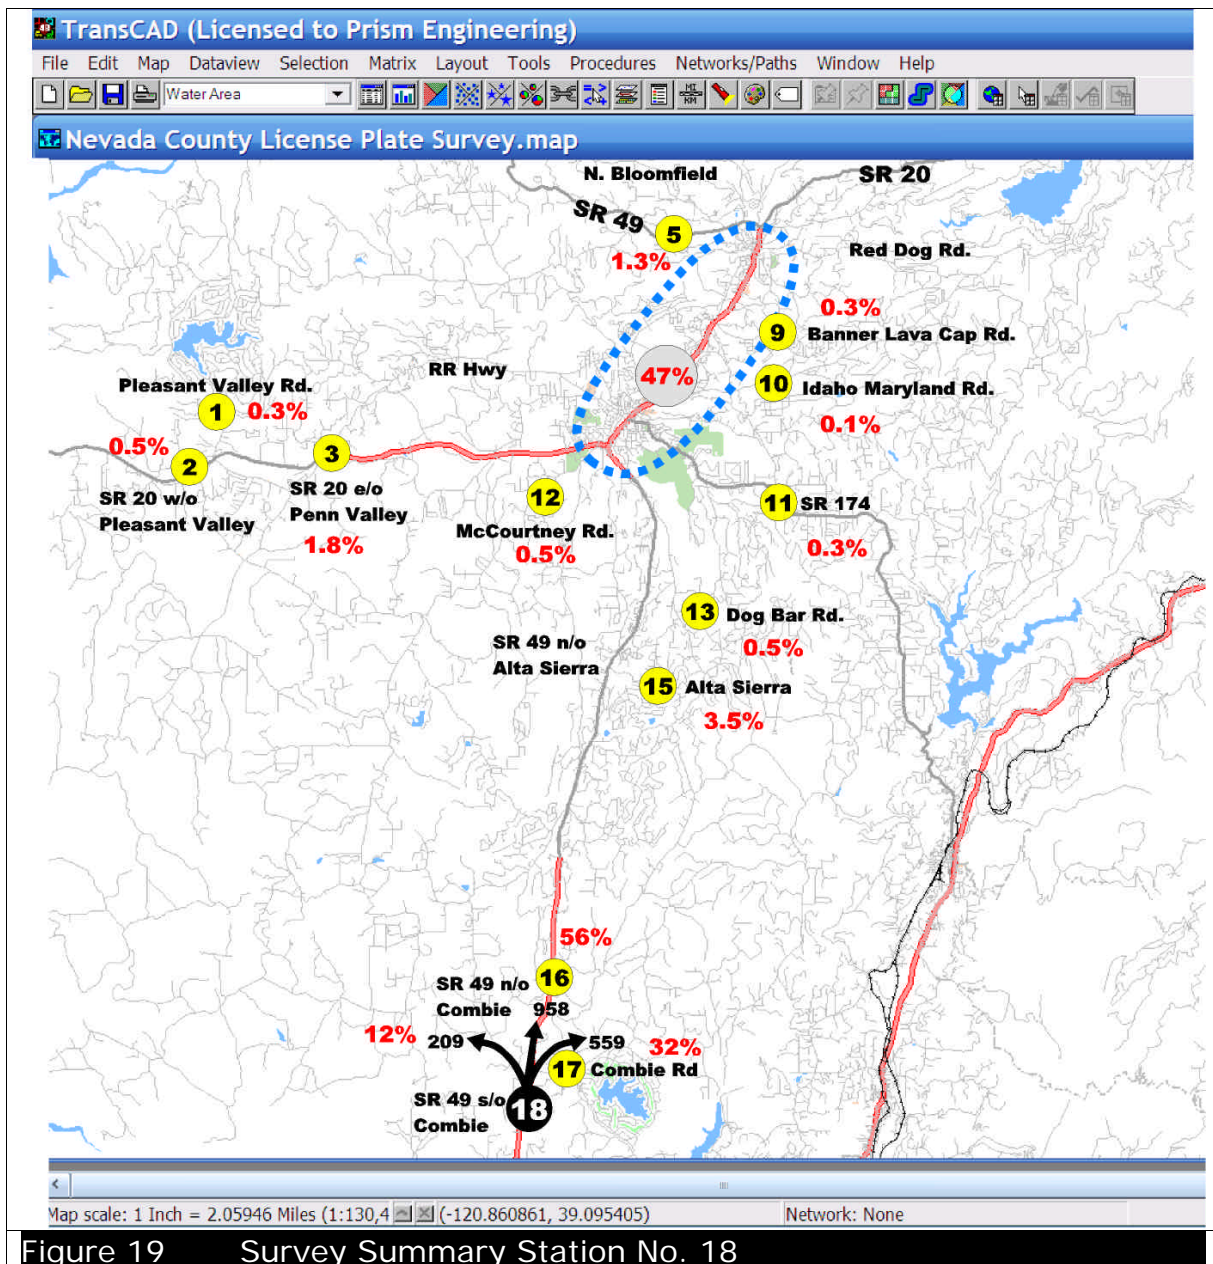 TransCAD (Licensed to Prism Engineering)
File Edit Map Dataview Selection Matrix Layout Tools Procedures Networks/Paths Window Help
Water Area
MI
KM
Nevada County License Plate Survey.map
N. Bloomfield
SR 20
SR 49
5
1.3%
Red Dog Rd.
0.3%
9 Banner Lava Cap Rd.
RR Hwy
47%
10 Idaho Maryland Rd.
0.1%
Pleasant Valley Rd.
1 0.3%
0.5%
2
SR 20 w/o
Pleasant Valley
3
SR 20 e/o
Penn Valley
1.8%
12
McCourtney Rd.
0.5%
11 SR 174
0.3%
13 Dog Bar Rd.
0.5%
SR 49 n/o
Alta Sierra
15 Alta Sierra
3.5%
56%
16
SR 49 n/o
Combie 958
12% 209
559 32%
17 Combie Rd
SR 49 s/o
Combie
18
Map scale: 1 Inch = 2.05946 Miles (1:130,4 (-120.860861, 39.095405) Network: None
Figure 19 Survey Summary Station No. 18